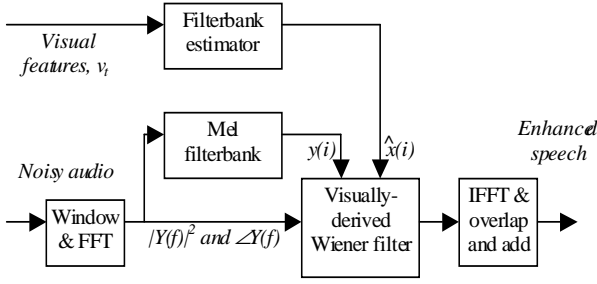 Filterbank
estimator
Visual
features, vₜ
Mel
filterbank
y(i)
x̂(i)
Enhanced
speech
Noisy audio
Window
& FFT
|Y(f)|² and ∠Y(f)
Visually-
derived
Wiener filter
IFFT &
overlap
and add